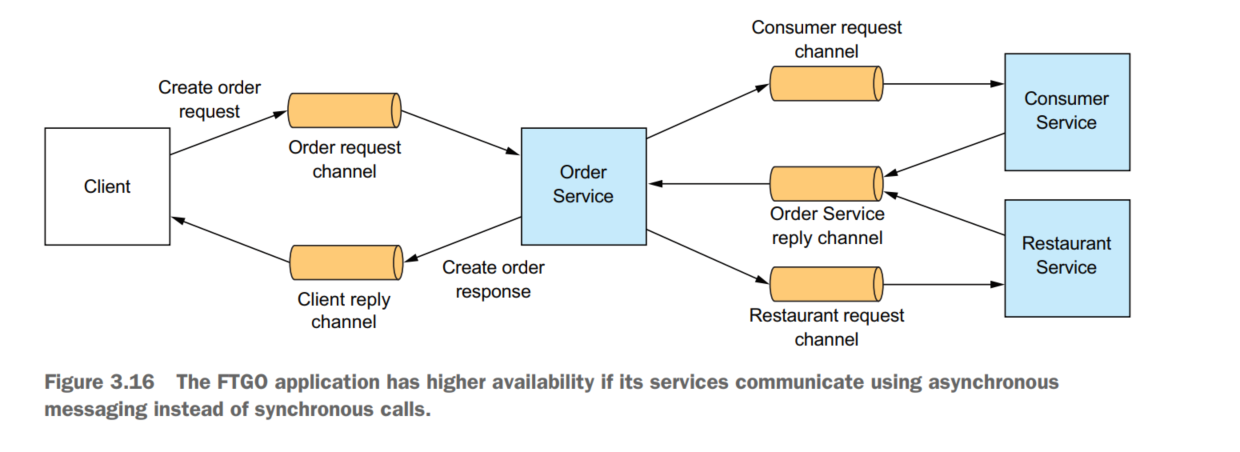 Consumer request
channel
Create order
request
Order request
channel
Client
Order
Service
Consumer
Service
Order Service
reply channel
Restaurant
Service
Create order
response
Client reply
channel
Restaurant request
channel
Figure 3.16 The FTGO application has higher availability if its services communicate using asynchronous
messaging instead of synchronous calls.